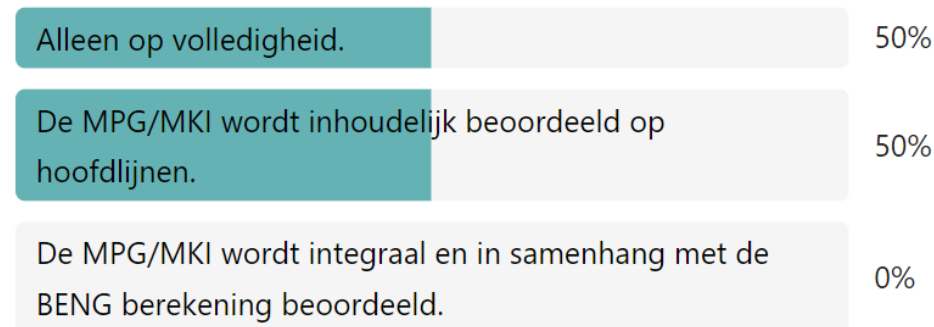 Alleen op volledigheid.
50%
De MPG/MKI wordt inhoudelijk beoordeeld op
hoofdlijnen.
50%
De MPG/MKI wordt integraal en in samenhang met de
BENG berekening beoordeeld.
0%